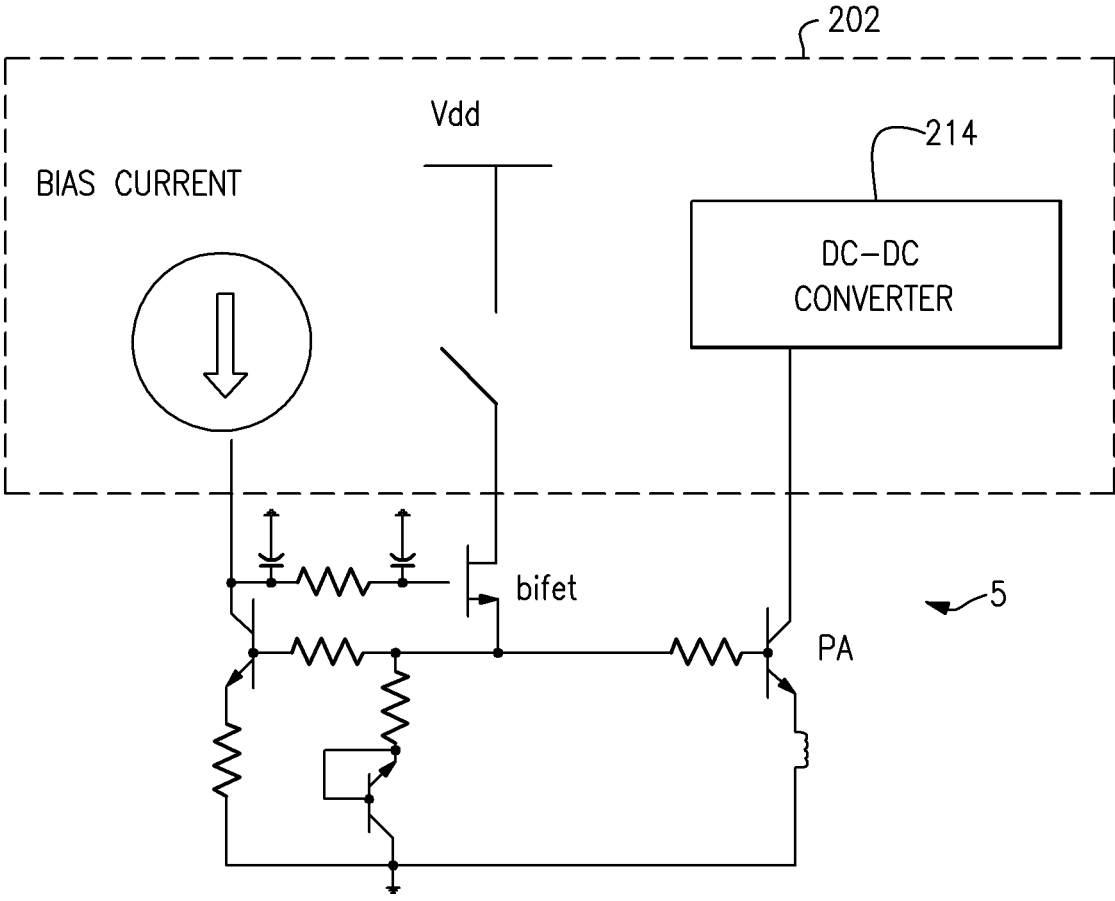 202
Vdd
214
BIAS CURRENT
DC-DC
CONVERTER
bifet
5
PA